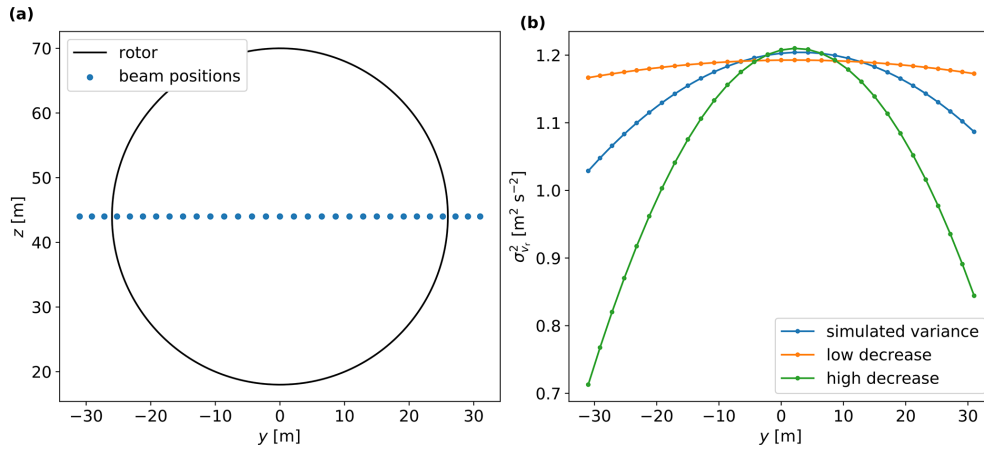 (a)
70
60
50
40
30
20
z [m]
−30 −20 −10 0 10 20 30
y [m]
rotor
beam positions
(b)
1.2
1.1
1.0
0.9
0.8
0.7
σ²ᵥᵣ [m² s⁻²]
−30 −20 −10 0 10 20 30
y [m]
simulated variance
low decrease
high decrease